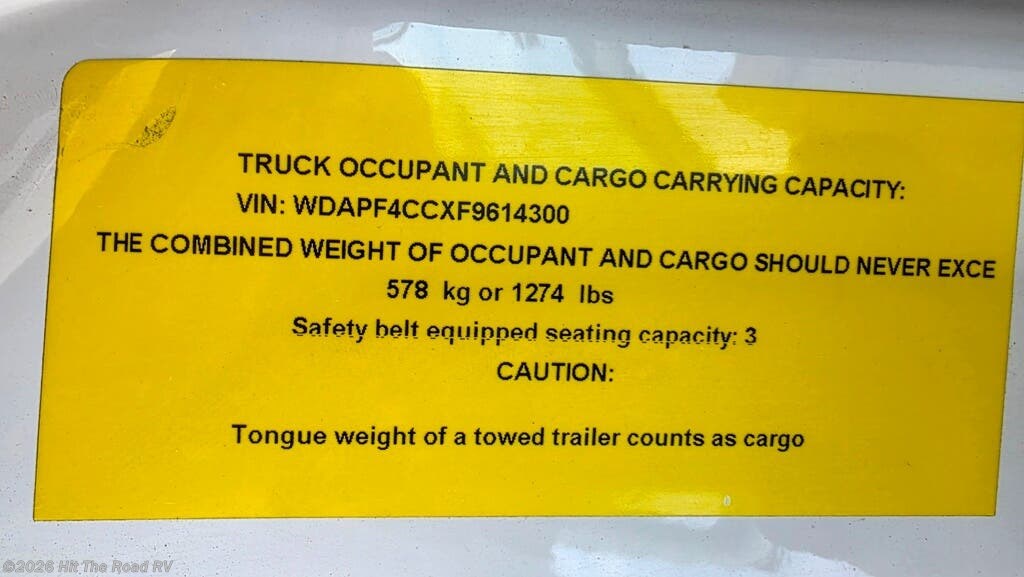 TRUCK OCCUPANT AND CARGO CARRYING CAPACITY:
VIN: WDAPF4CCXF9614300
THE COMBINED WEIGHT OF OCCUPANT AND CARGO SHOULD NEVER EXCE
578 kg or 1274 lbs
Safety belt equipped seating capacity: 3
CAUTION:
Tongue weight of a towed trailer counts as cargo
©2026 Hit The Road RV